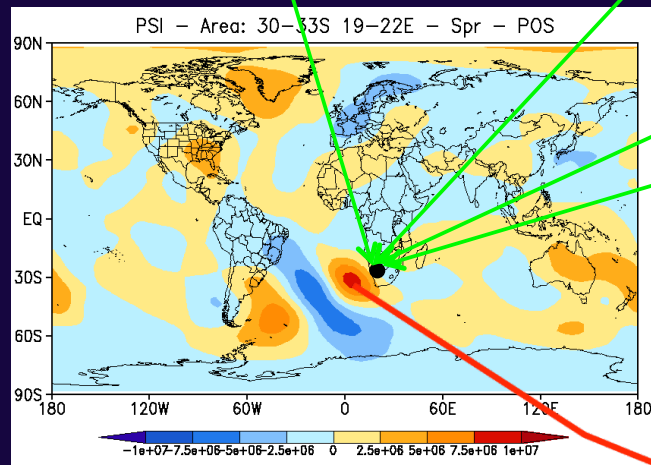 PSI – Area: 30–33S 19–22E – Spr – POS
90N
60N
30N
EQ
30S
60S
90S
180 120W 60W 0 60E 120E 180
-1e+07 -7.5e+06 -5e+06 -2.5e+06 0 2.5e+06 5e+06 7.5e+06 1e+07